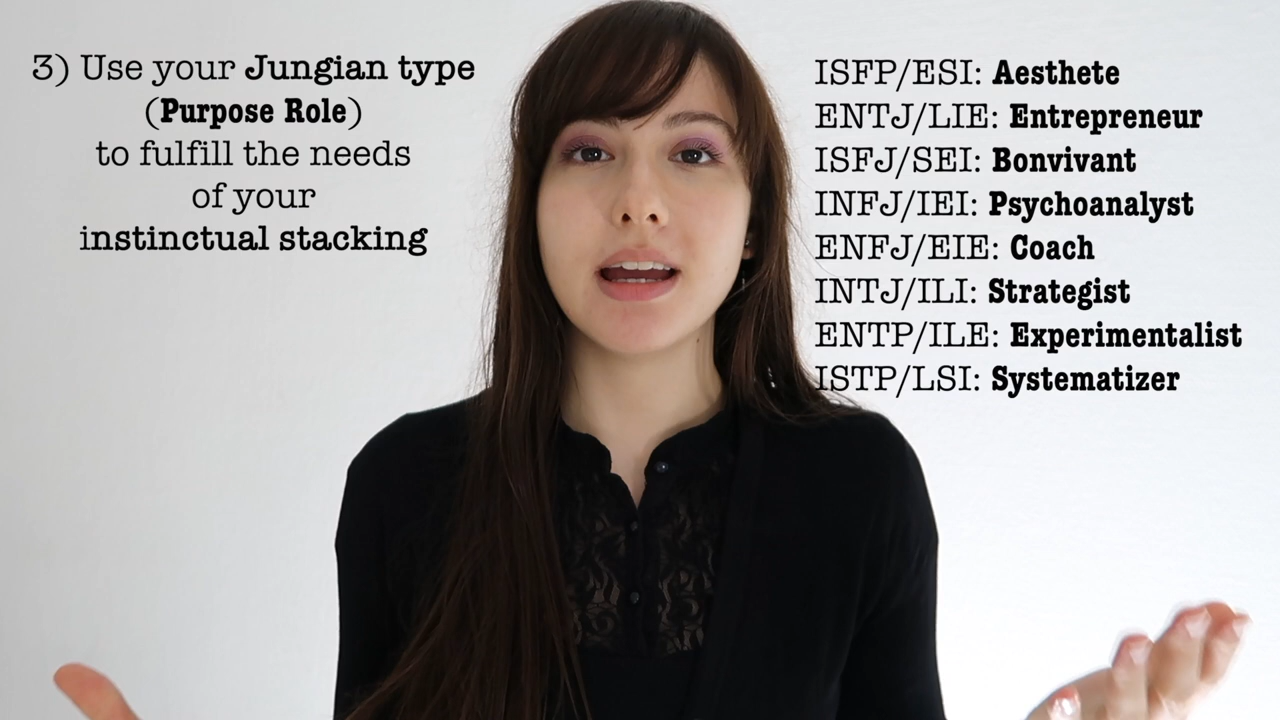 3) Use your Jungian type
(Purpose Role)
to fulfill the needs
of your
instinctual stacking
ISFP/ESI: Aesthete
ENTJ/LIE: Entrepreneur
ISFJ/SEI: Bonvivant
INFJ/IEI: Psychoanalyst
ENFJ/EIE: Coach
INTJ/ILI: Strategist
ENTP/ILE: Experimentalist
ISTP/LSI: Systematizer